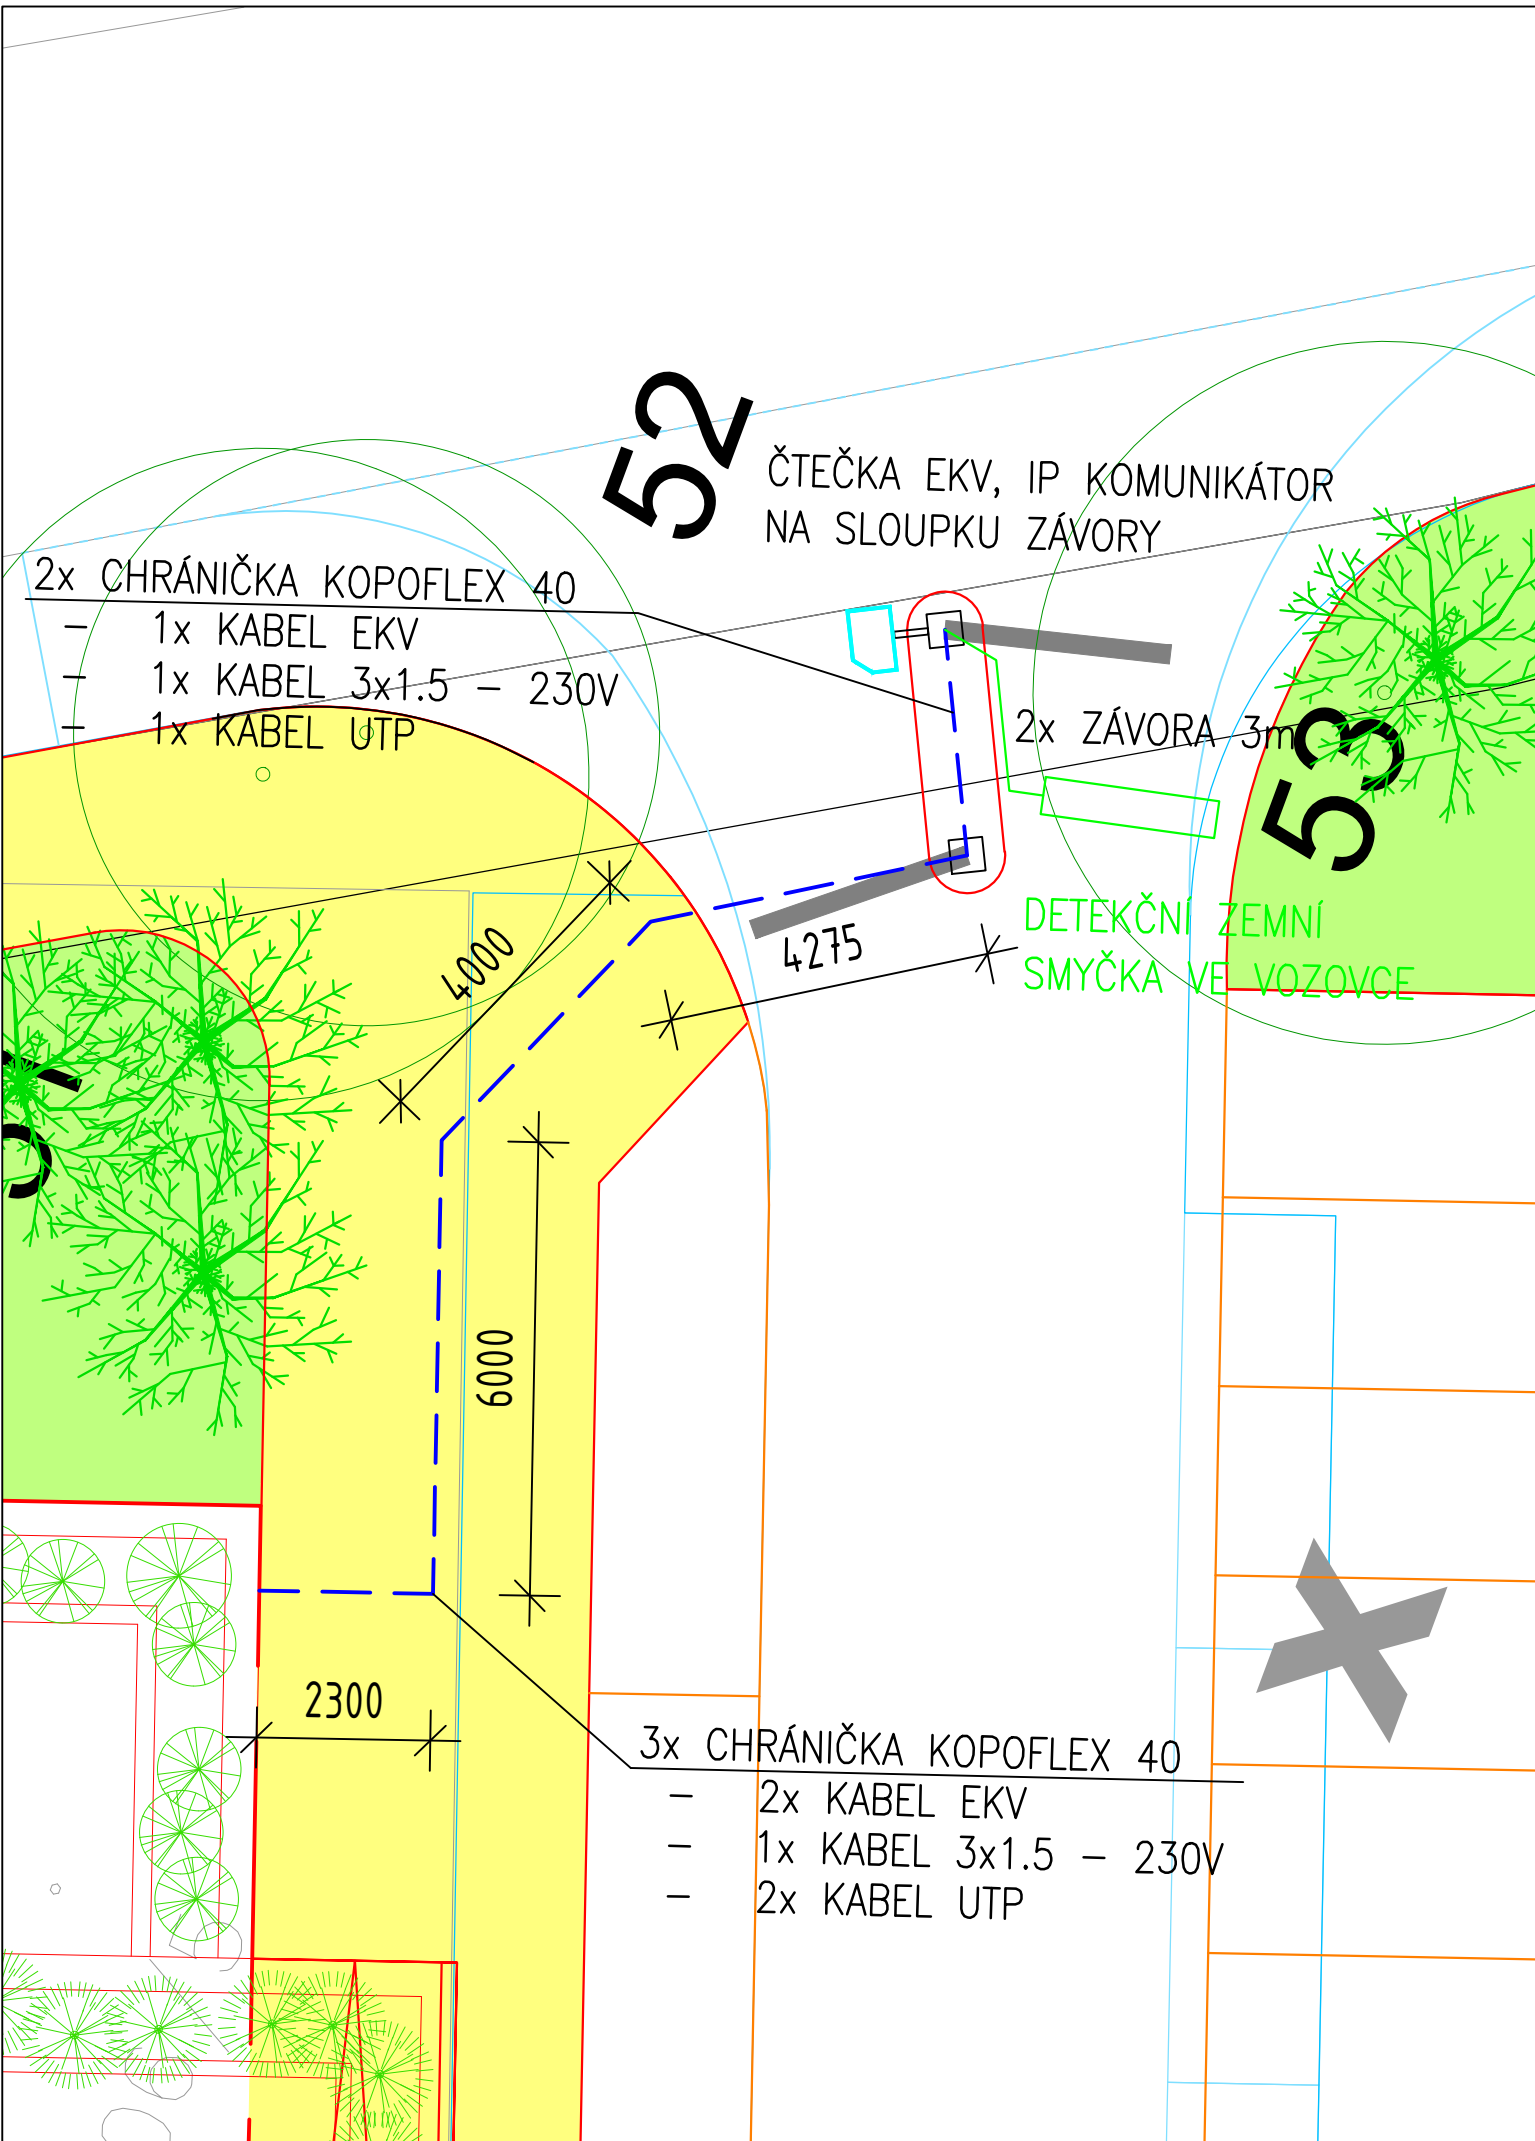 52
ČTEČKA EKV, IP KOMUNIKÁTOR
NA SLOUPKU ZÁVORY
2x CHRÁNIČKA KOPOFLEX 40
– 1x KABEL EKV
– 1x KABEL 3x1.5 – 230V
– 1x KABEL UTP
2x ZÁVORA 3m
53
DETEKČNÍ ZEMNÍ
SMYČKA VE VOZOVCE
4000
4275
6000
2300
3x CHRÁNIČKA KOPOFLEX 40
– 2x KABEL EKV
– 1x KABEL 3x1.5 – 230V
– 2x KABEL UTP